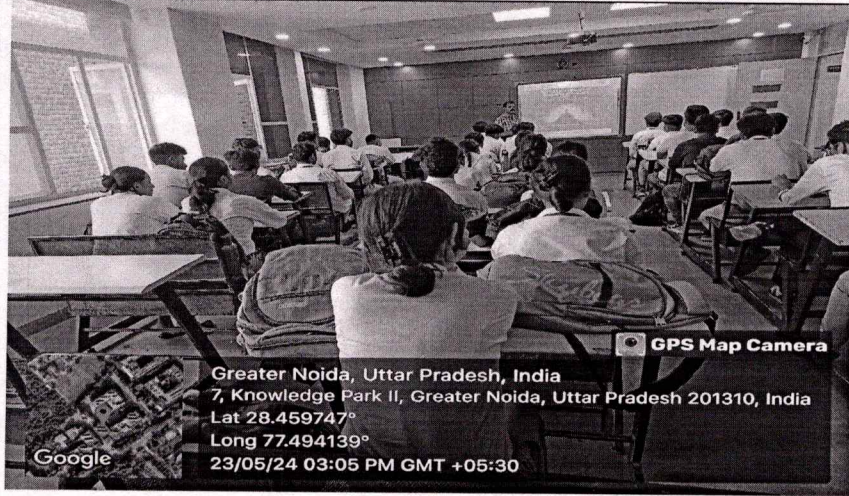 GPS Map Camera
Greater Noida, Uttar Pradesh, India
7, Knowledge Park II, Greater Noida, Uttar Pradesh 201310, India
Lat 28.459747°
Long 77.494139°
23/05/24 03:05 PM GMT +05:30
Google